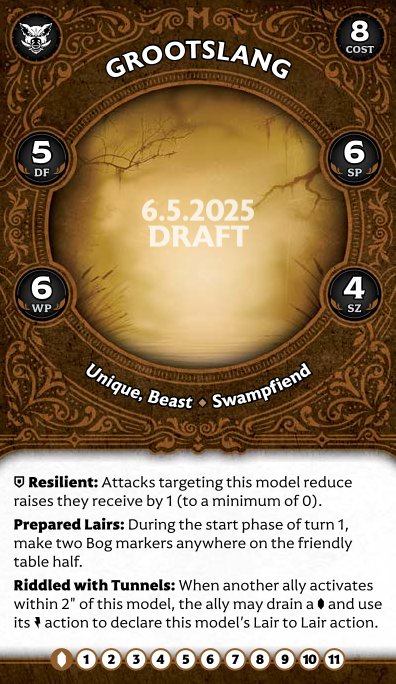 8
COST
GROOTSLANG
5
DF
6
SP
6.5.2025
DRAFT
6
WP
4
SZ
Unique, Beast ◆ Swampfiend
Resilient: Attacks targeting this model reduce
raises they receive by 1 (to a minimum of 0).
Prepared Lairs: During the start phase of turn 1,
make two Bog markers anywhere on the friendly
table half.
Riddled with Tunnels: When another ally activates
within 2" of this model, the ally may drain a and use
its action to declare this model's Lair to Lair action.
1 2 3 4 5 6 7 8 9 10 11